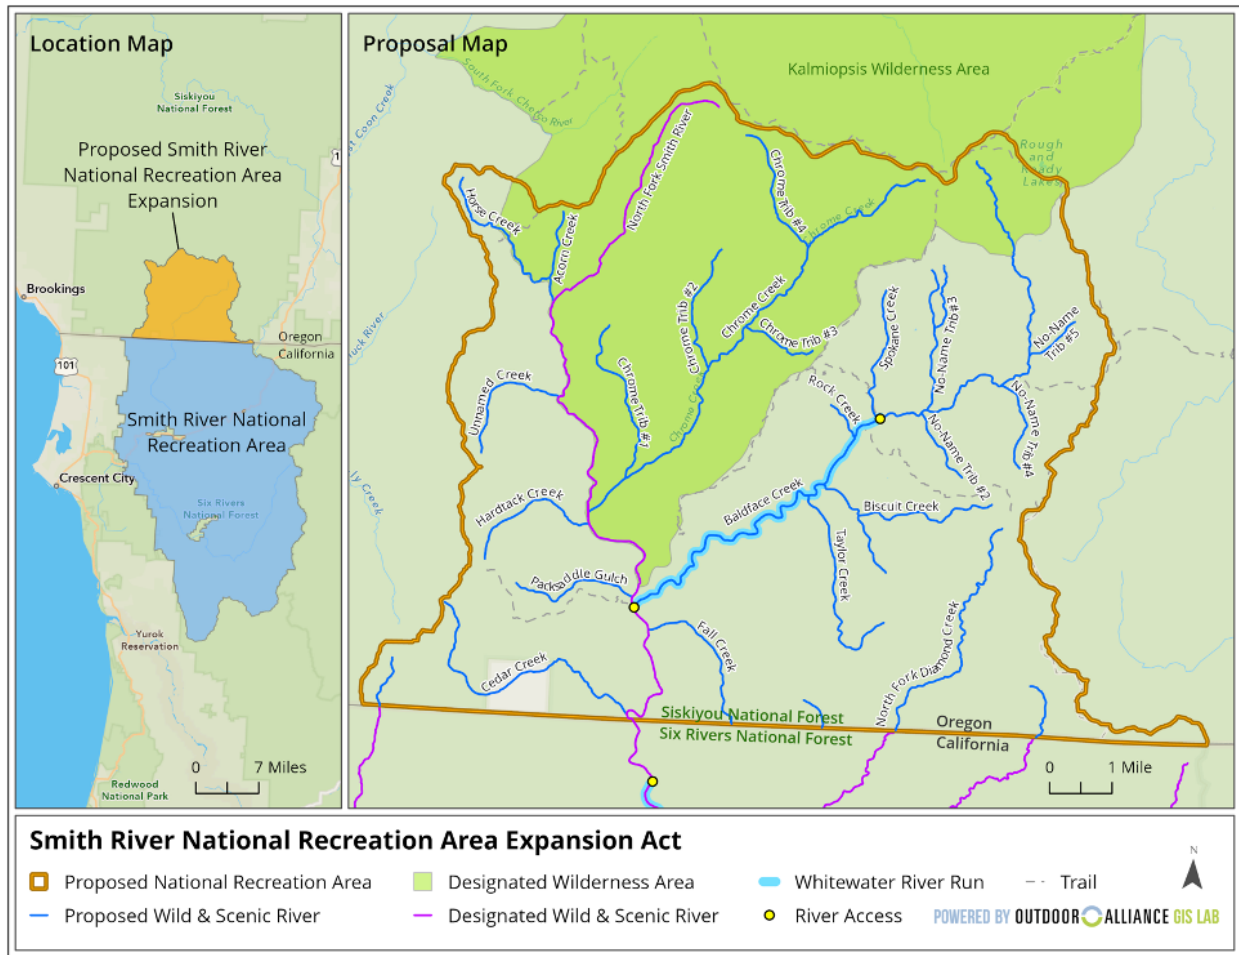 Location Map
Siskiyou
National Forest
Proposed Smith River
National Recreation Area
Expansion
1
Brookings
Oregon
California
101
Smith River National
Recreation Area
Crescent City
Six Rivers
National Forest
Yurok
Reservation
Redwood
National Park
0 7 Miles
Proposal Map
Kalmiopsis Wilderness Area
South Fork Chetco River
st Coon Creek
Rough
and
Ready
Lakes
North Fork Smith River
Chrome Trib #4
Chrome Creek
Horse Creek
Acorn Creek
uck River
Chrome Trib #2
Chrome Creek
Chrome Trib #3
Spokane Creek
No-Name Trib #3
No-Name
Trib #5
Unnamed Creek
Chrome Trib #1
Chrome Creek
Rock Creek
No-Name Trib #2
No-Name Trib #4
ly Creek
Hardtack Creek
Baldface Creek
Biscuit Creek
Taylor Creek
Packsaddle Gulch
Fall Creek
Cedar Creek
North Fork Diamond Creek
Siskiyou National Forest
Six Rivers National Forest
Oregon
California
0 1 Mile
Smith River National Recreation Area Expansion Act
Proposed National Recreation Area
Designated Wilderness Area
Whitewater River Run
Trail
N
Proposed Wild & Scenic River
Designated Wild & Scenic River
River Access
POWERED BY OUTDOOR ALLIANCE GIS LAB